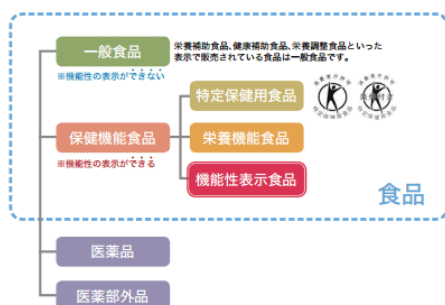 一般食品
栄養補助食品、健康補助食品、栄養調整食品といった
表示で販売されている食品は一般食品です。
※機能性の表示ができない
特定保健用食品
保健機能食品
栄養機能食品
※機能性の表示ができる
機能性表示食品
食品
医薬品
医薬部外品